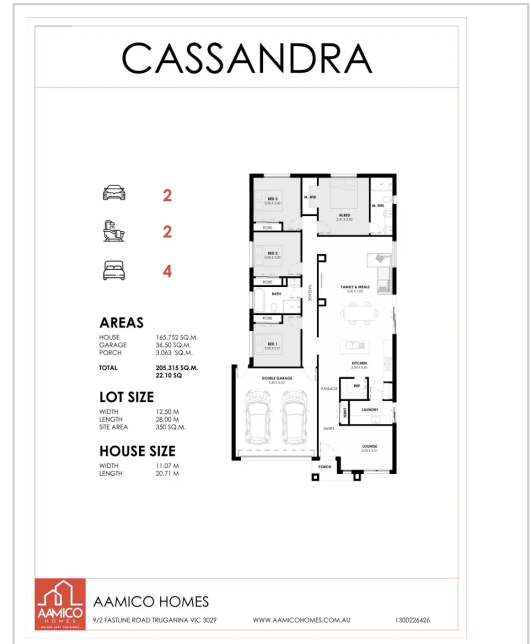 CASSANDRA
2
2
4
AREAS
HOUSE 165.752 SQ.M.
GARAGE 36.50 SQ.M.
PORCH 3.063 SQ.M.
TOTAL 205.315 SQ.M.
22.10 SQ
LOT SIZE
WIDTH 12.50 M
LENGTH 28.00 M
SITE AREA 350 SQ.M.
HOUSE SIZE
WIDTH 11.07 M
LENGTH 20.71 M
BED 3
M. WIR
M.BED
M. ENS
ROBE
BED 2
ROBE
BATH
PASSAGE
FAMILY & MEALS
ROBE
BED 1
KITCHEN
DOUBLE GARAGE
PASSAGE
WIP
LAUNDRY
ENTRY
LOUNGE
PORCH
AAMICO
HOMES
AAMICO HOMES
9/2 FASTLINE ROAD TRUGANINA VIC 3029 WWW.AAMICOHOMES.COM.AU 1300226426